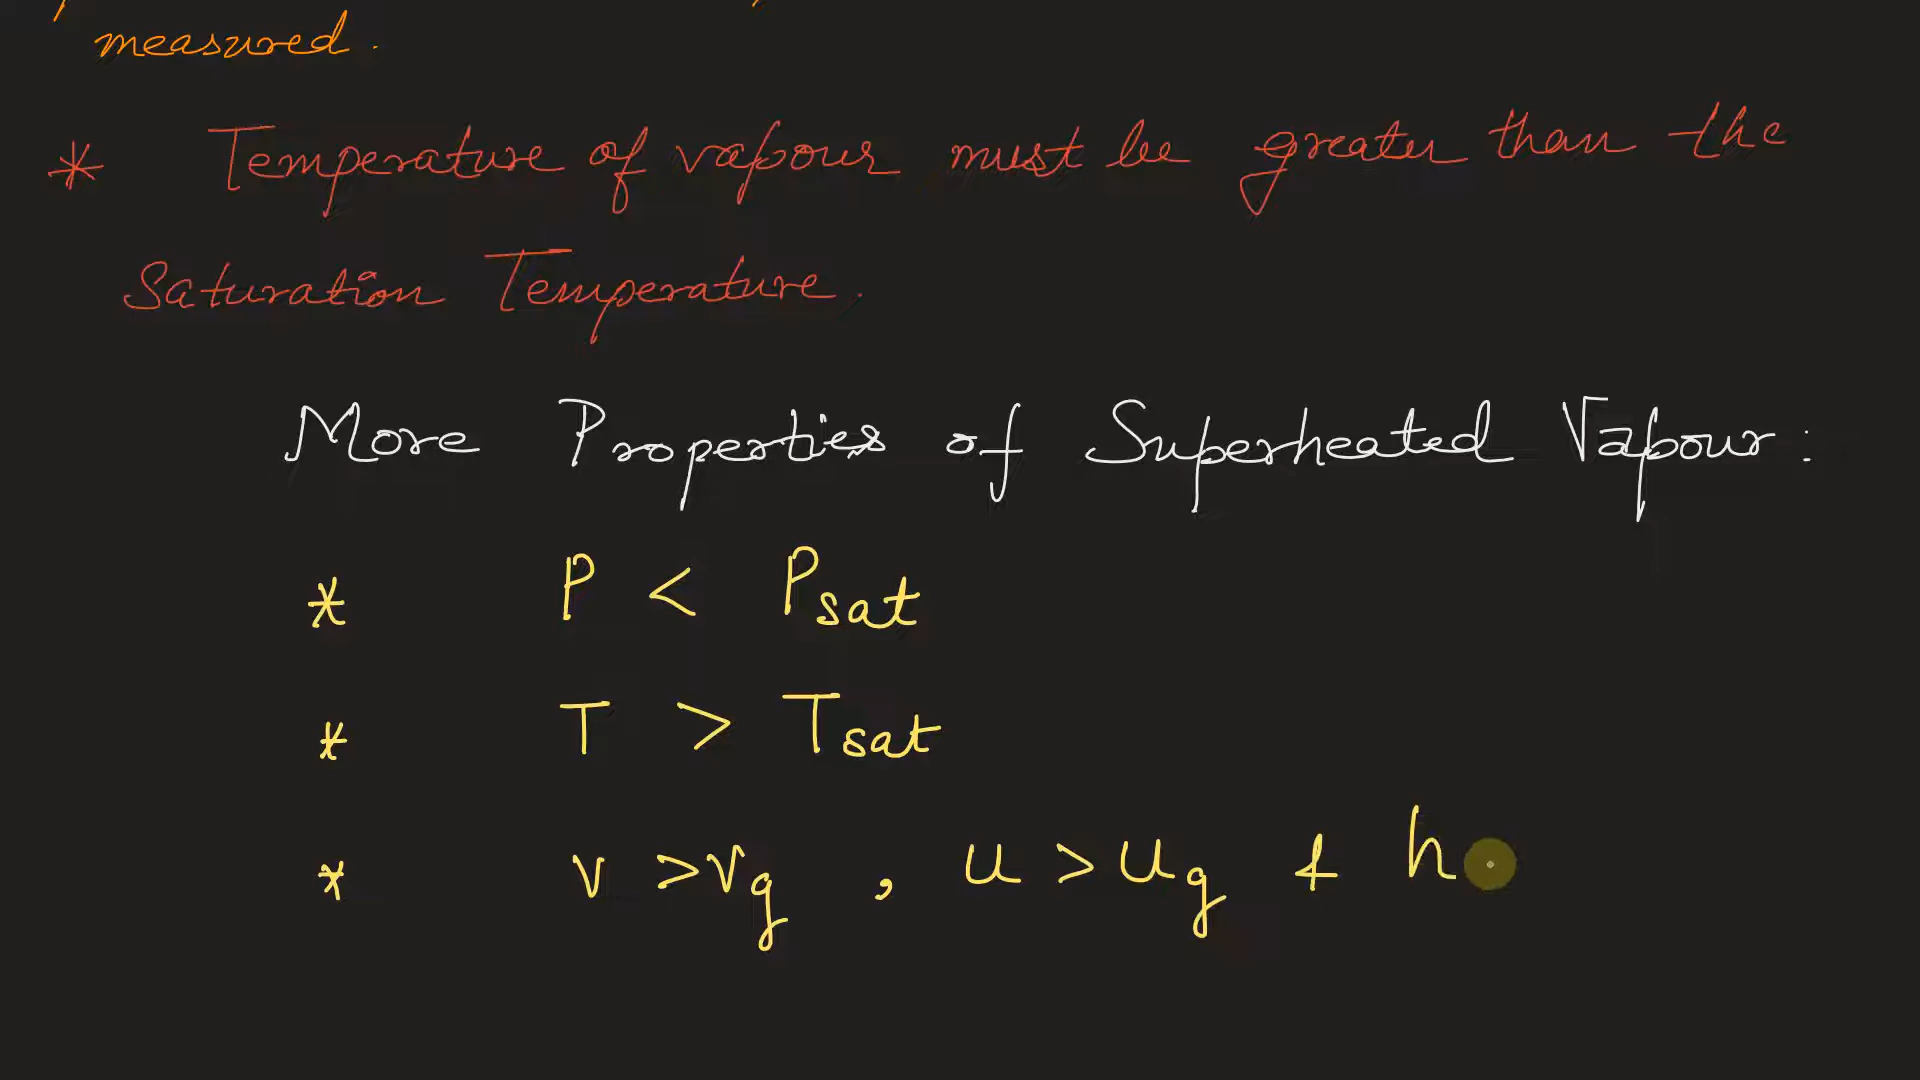 measured.
* Temperature of vapour must be greater than the
Saturation Temperature.
More Properties of Superheated Vapour:
* P < Psat
* T > Tsat
* v > vg , u > ug & h